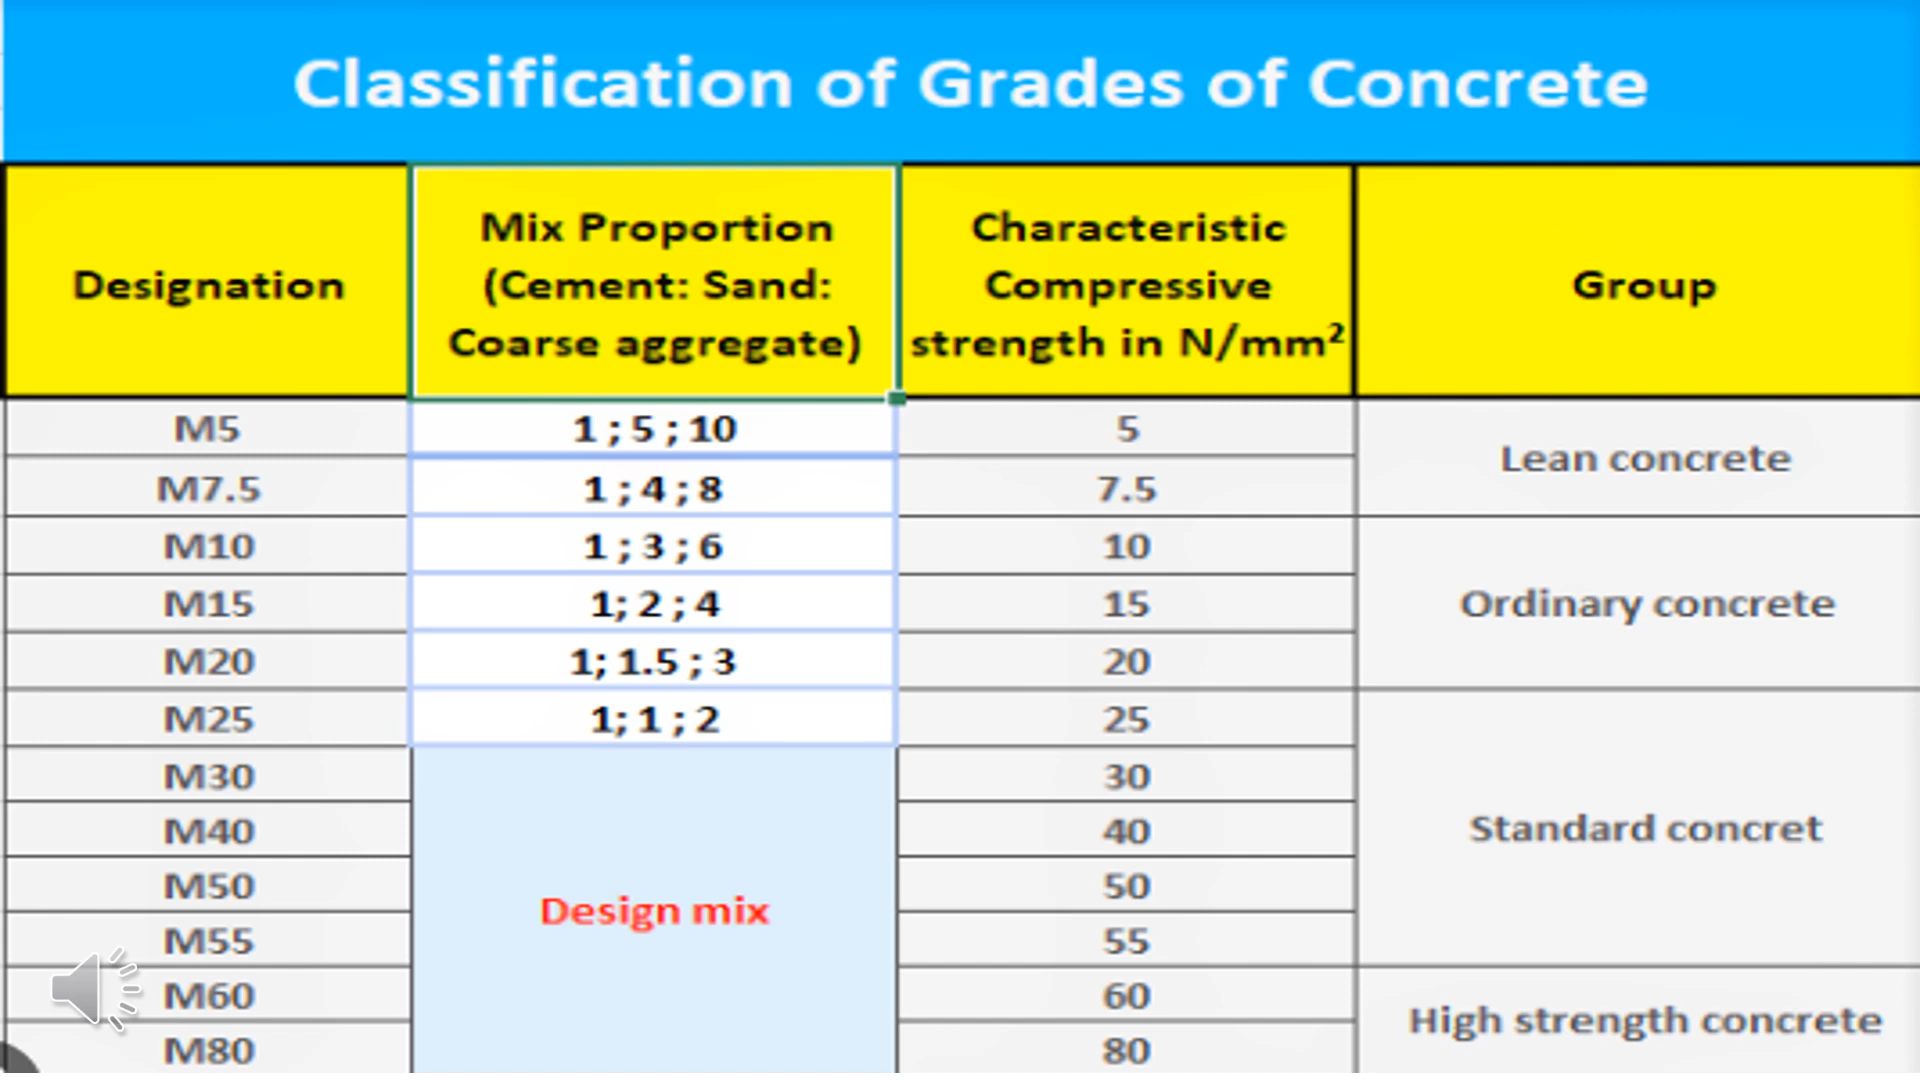 Classification of Grades of Concrete
Designation
Mix Proportion
(Cement: Sand:
Coarse aggregate)
Characteristic
Compressive
strength in N/mm²
Group
M5
1 ; 5 ; 10
5
Lean concrete
M7.5
1 ; 4 ; 8
7.5
M10
1 ; 3 ; 6
10
Ordinary concrete
M15
1; 2 ; 4
15
M20
1; 1.5 ; 3
20
M25
1; 1 ; 2
25
Standard concret
M30
Design mix
30
M40
40
M50
50
M55
55
M60
60
High strength concrete
M80
80